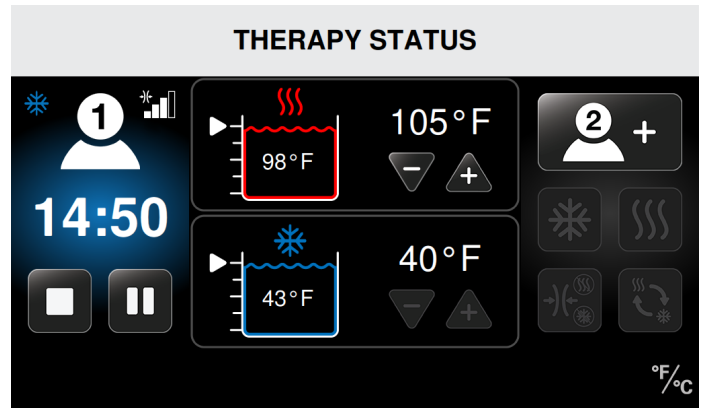 THERAPY STATUS
1
14:50
98°F
105°F
43°F
40°F
2 +
°F/°C